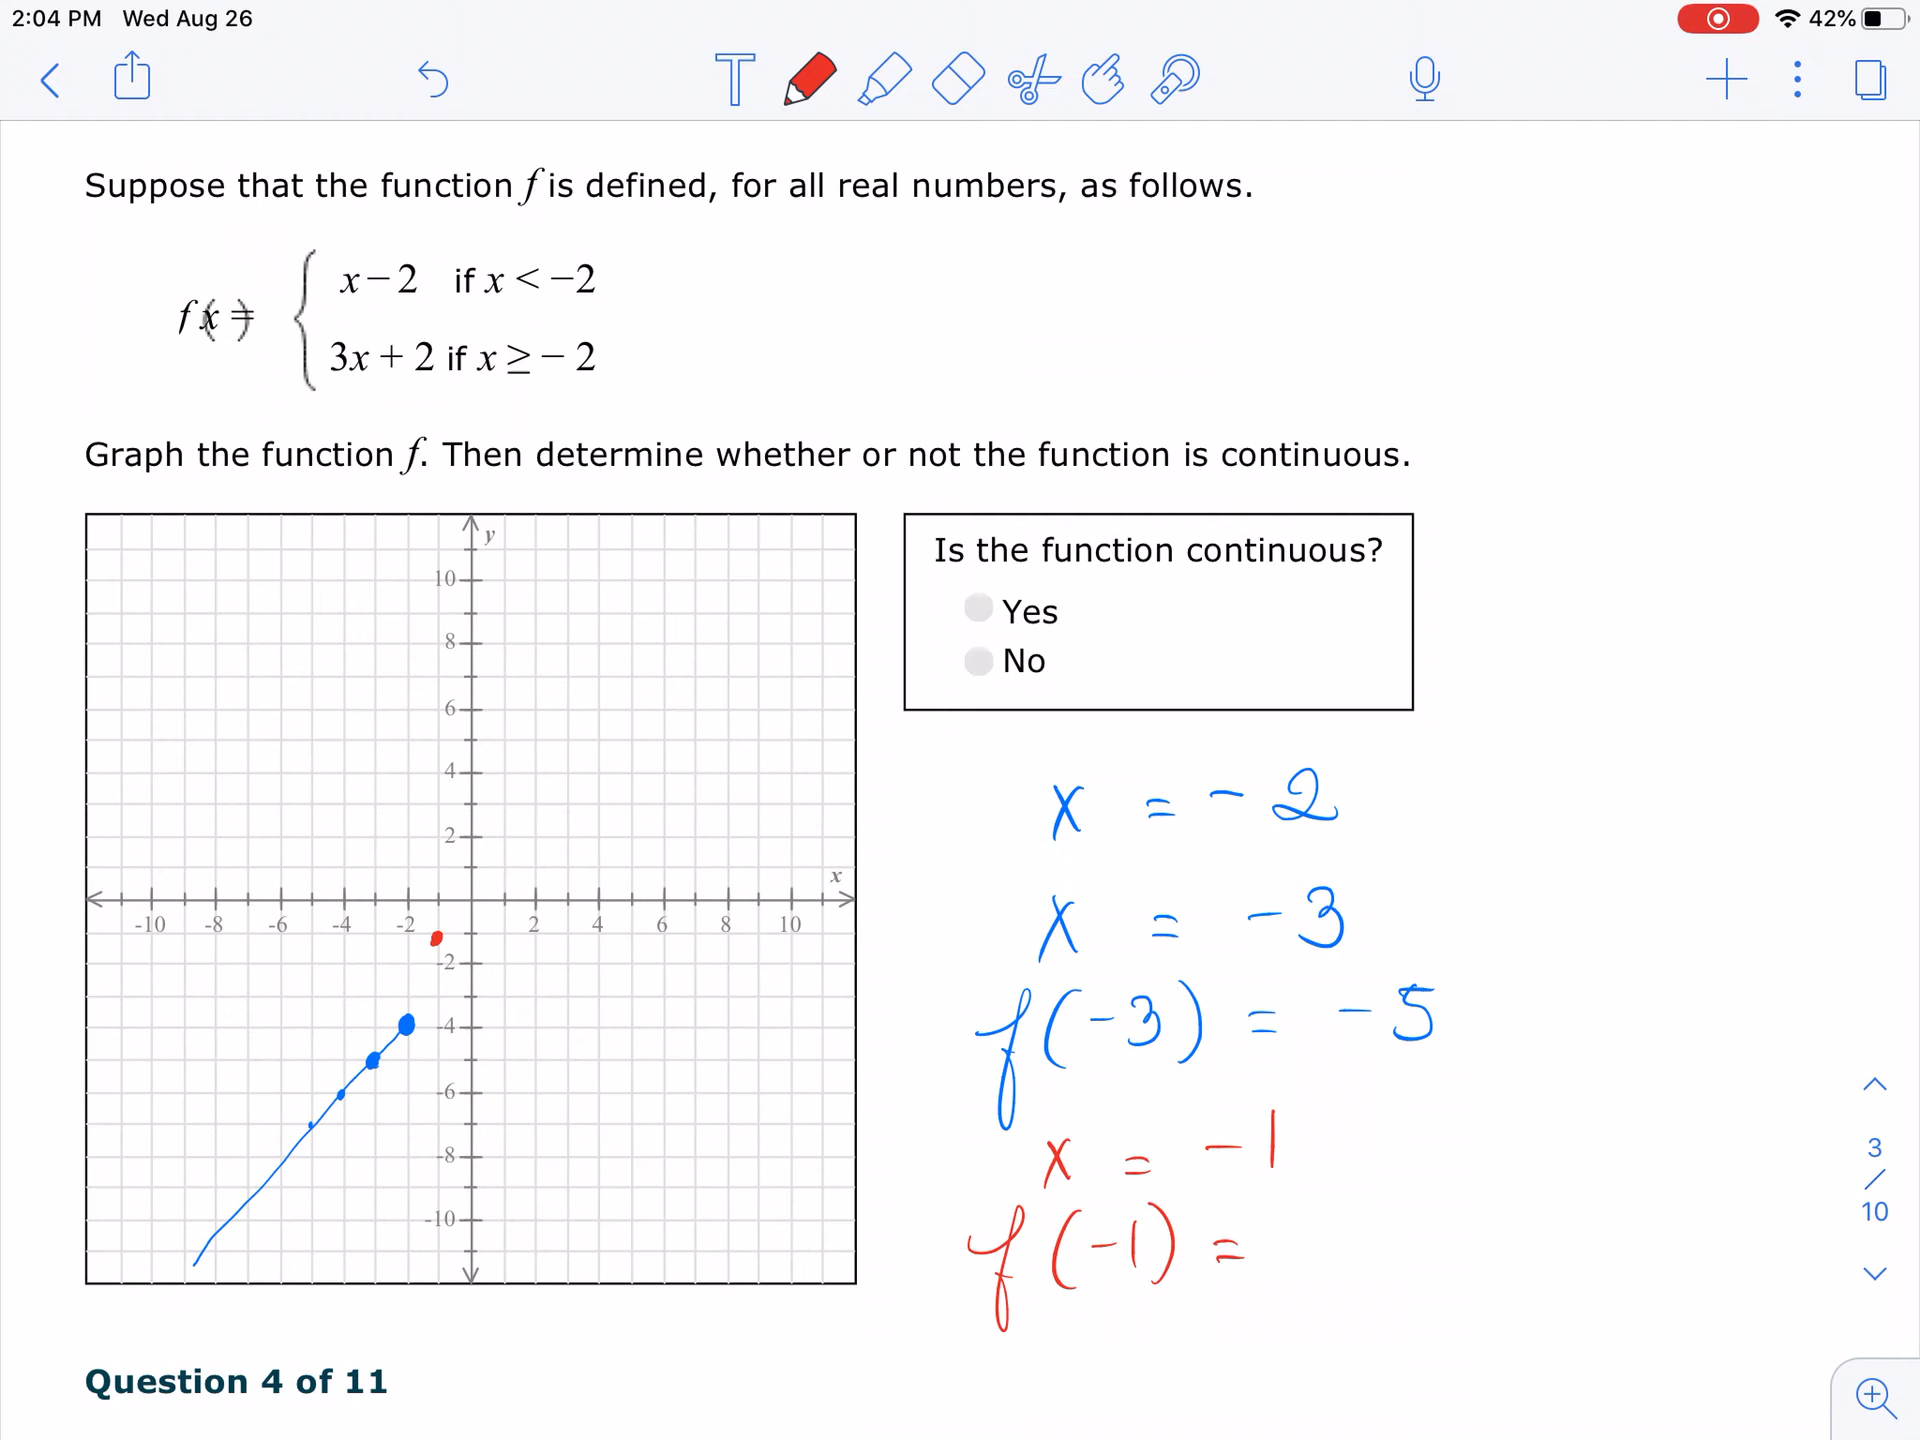 2:04 PM Wed Aug 26
42%
T
Suppose that the function f is defined, for all real numbers, as follows.
x − 2 if x < −2
f(x) =
3x + 2 if x ≥ − 2
Graph the function f. Then determine whether or not the function is continuous.
y
10
8
6
4
2
x
-10 -8 -6 -4 -2 2 4 6 8 10
-2
-4
-6
-8
-10
Is the function continuous?
Yes
No
x = - 2
x = - 3
f(-3) = - 5
x = - 1
f(-1) =
3
/
10
Question 4 of 11